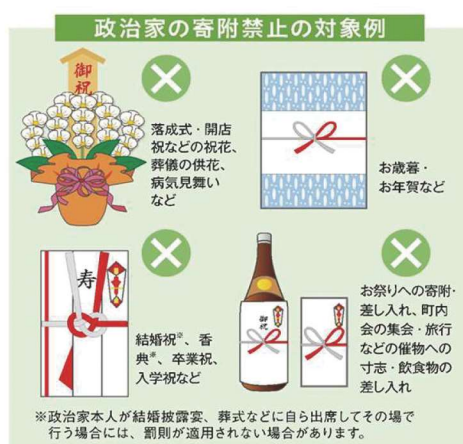 政治家の寄附禁止の対象例
御祝
落成式・開店
祝などの祝花、
葬儀の供花、
病気見舞い
など
お歳暮・
お年賀など
寿
結婚祝※、香
典※、卒業祝、
入学祝など
御祝
お祭りへの寄附・
差し入れ、町内
会の集会・旅行
などの催物への
寸志・飲食物の
差し入れ
※政治家本人が結婚披露宴、葬式などに自ら出席してその場で
行う場合には、罰則が適用されない場合があります。